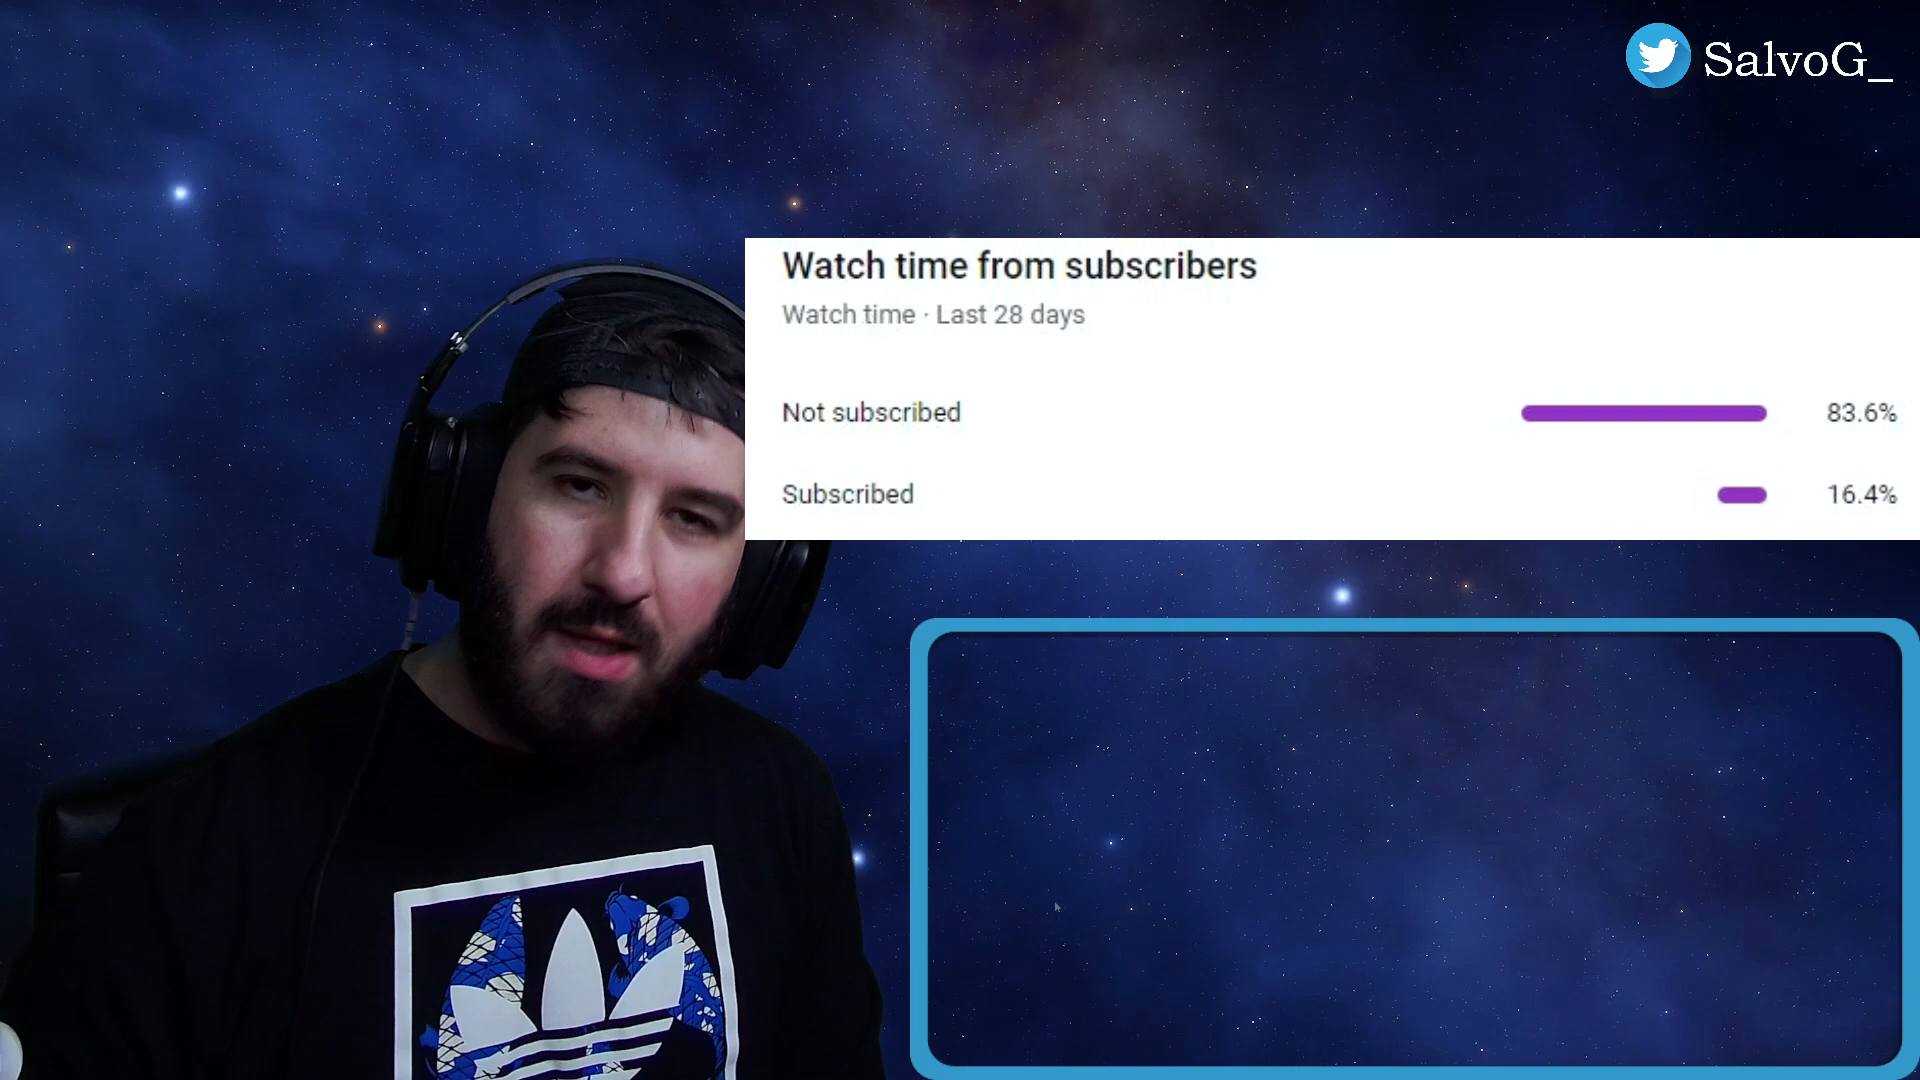 SalvoG_
Watch time from subscribers
Watch time · Last 28 days
Not subscribed 83.6%
Subscribed 16.4%